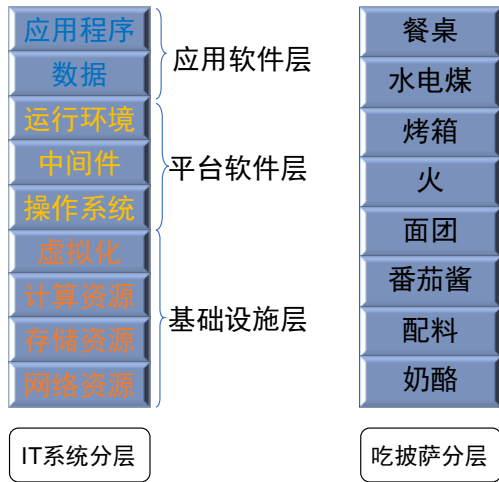 应用程序
数据
应用软件层
运行环境
中间件
操作系统
平台软件层
虚拟化
计算资源
存储资源
网络资源
基础设施层
IT系统分层
餐桌
水电煤
烤箱
火
面团
番茄酱
配料
奶酪
吃披萨分层